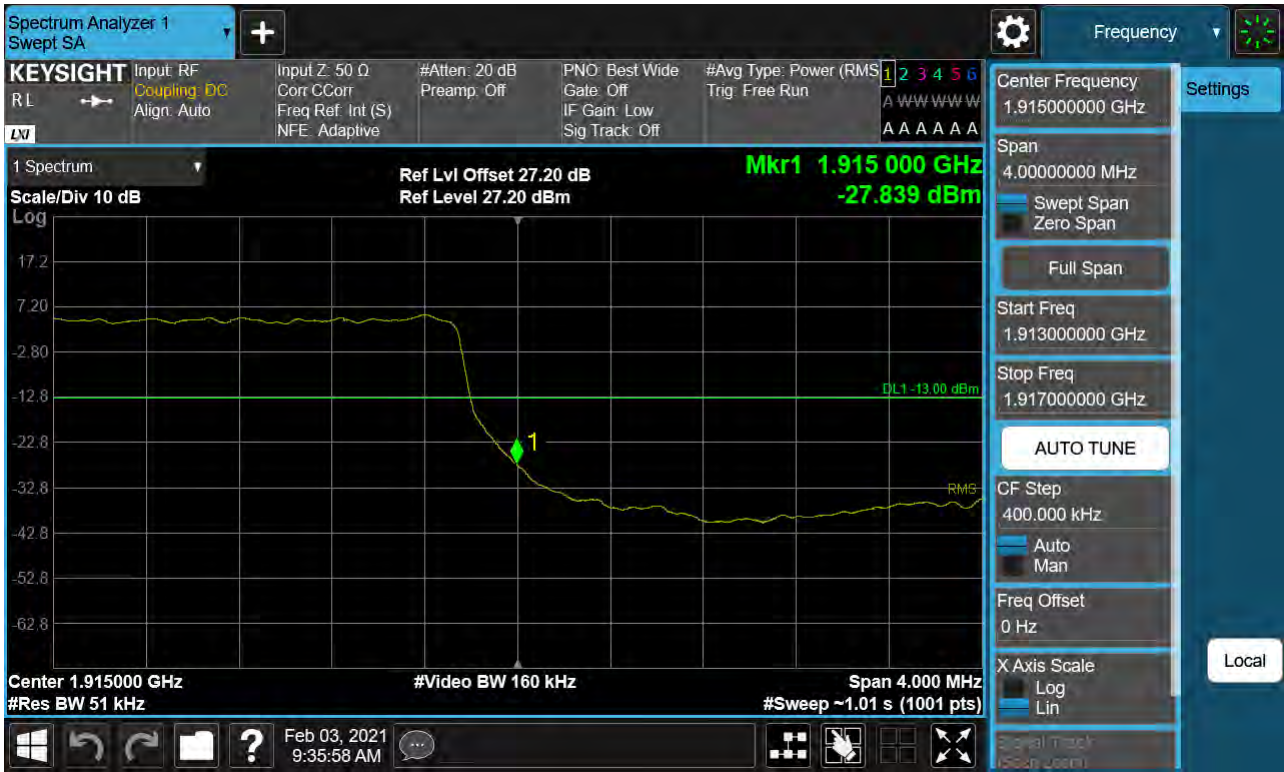 Spectrum Analyzer 1
Swept SA
Frequency
KEYSIGHT
RL
LXI
Input: RF
Coupling: DC
Align: Auto
Input Z: 50 Ω
Corr CCorr
Freq Ref: Int (S)
NFE: Adaptive
#Atten: 20 dB
Preamp: Off
PNO: Best Wide
Gate: Off
IF Gain: Low
Sig Track: Off
#Avg Type: Power (RMS
Trig: Free Run
1 2 3 4 5 6
A W W W W W
A A A A A A
1 Spectrum
Scale/Div 10 dB
Log
Ref Lvl Offset 27.20 dB
Ref Level 27.20 dBm
Mkr1 1.915 000 GHz
-27.839 dBm
17.2
7.20
-2.80
-12.8
-22.8
-32.8
-42.8
-52.8
-62.8
DL1 -13.00 dBm
1
RMS
Center 1.915000 GHz
#Res BW 51 kHz
#Video BW 160 kHz
Span 4.000 MHz
#Sweep ~1.01 s (1001 pts)
Center Frequency
1.915000000 GHz
Settings
Span
4.00000000 MHz
Swept Span
Zero Span
Full Span
Start Freq
1.913000000 GHz
Stop Freq
1.917000000 GHz
AUTO TUNE
CF Step
400.000 kHz
Auto
Man
Freq Offset
0 Hz
X Axis Scale
Log
Lin
Local
Signal Track
(Span Zoom)
?
Feb 03, 2021
9:35:58 AM